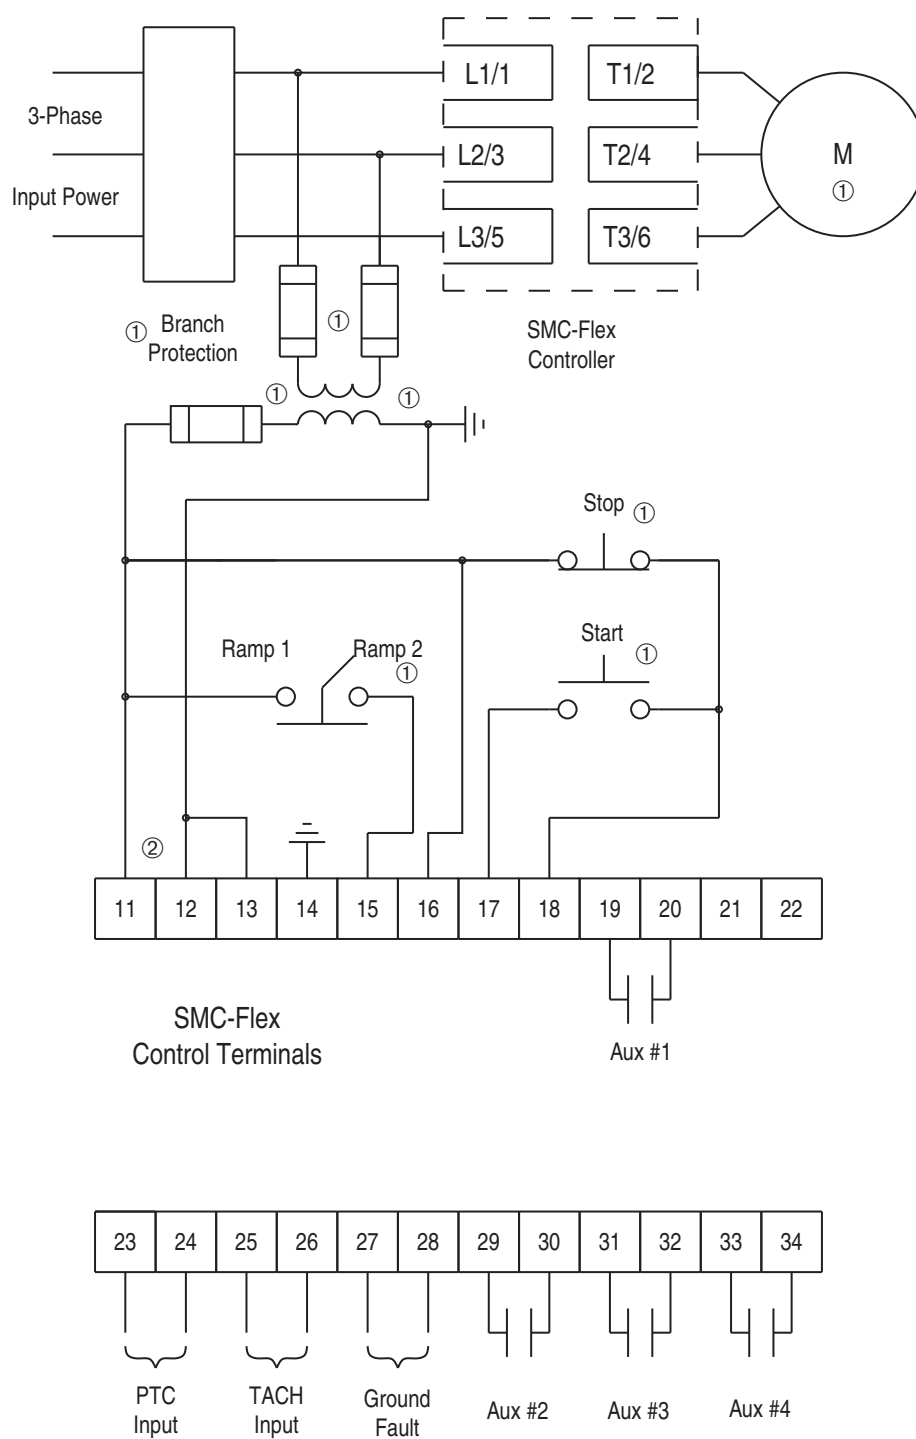 L1/1 T1/2
3-Phase
L2/3 T2/4 M
①
Input Power
L3/5 T3/6
① Branch
Protection
①
SMC-Flex
Controller
① ①
Stop ①
Ramp 1 Ramp 2 ①
Start ①
②
11 12 13 14 15 16 17 18 19 20 21 22
SMC-Flex
Control Terminals
Aux #1
23 24 25 26 27 28 29 30 31 32 33 34
PTC
Input
TACH
Input
Ground
Fault
Aux #2 Aux #3 Aux #4